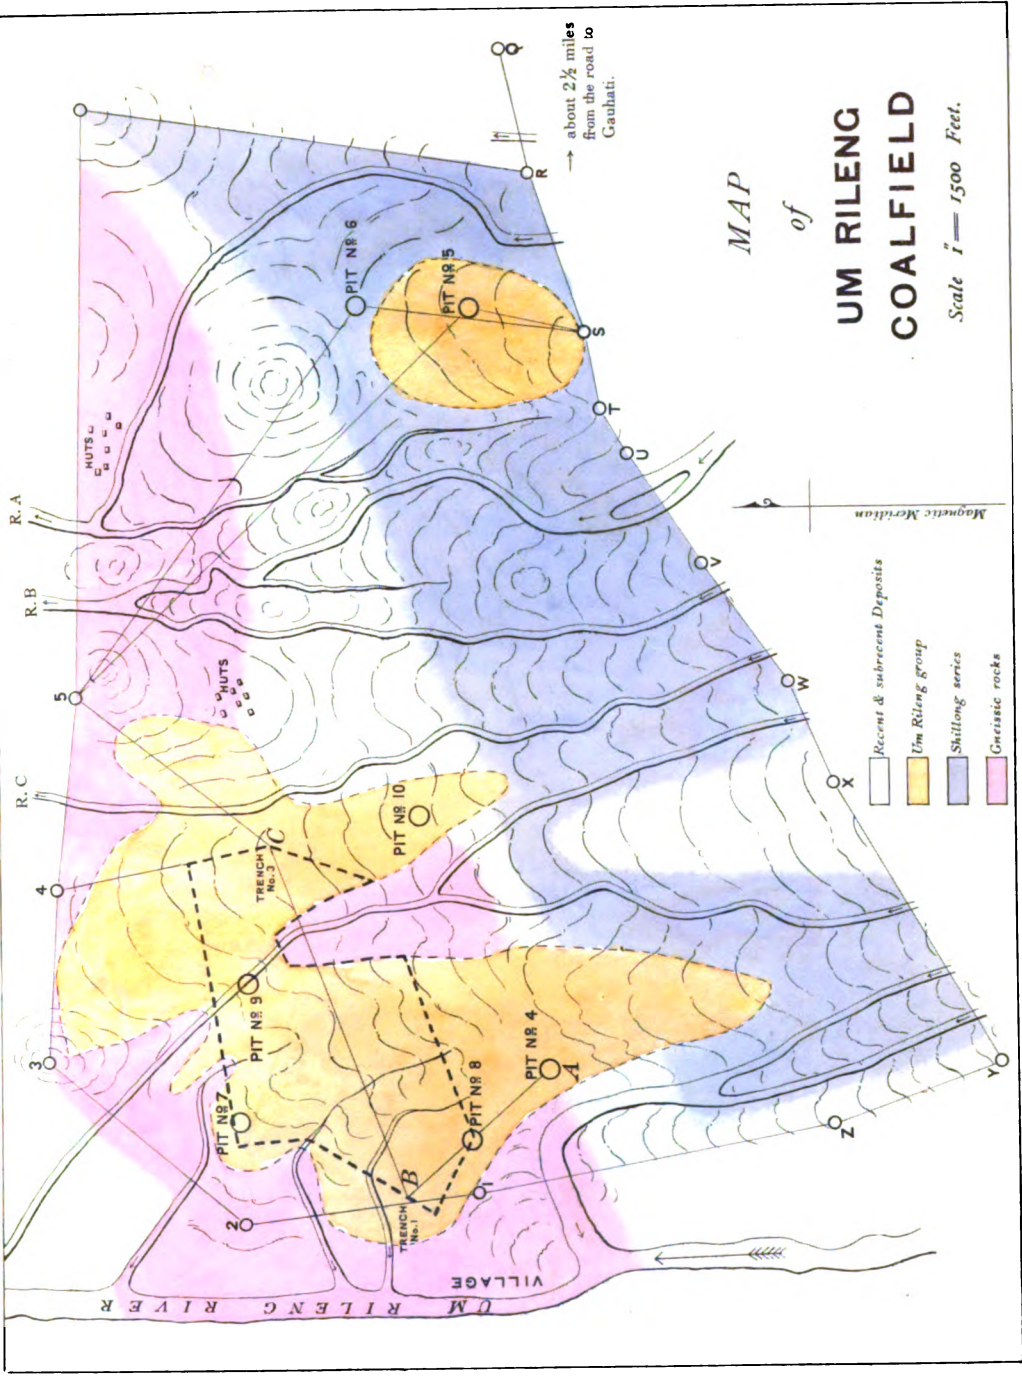 MAP
of
UM RILENG
COALFIELD
Scale 1" = 1500 Feet.
→ about 2½ miles
from the road to
Gauhati.
Q
R
S
T
U
V
W
X
Y
Z
1
2
3
4
5
R. A
R. B
R. C
HUTS
HUTS
PIT Nº 6
PIT Nº 5
PIT Nº 10
PIT Nº 9
PIT Nº 7
PIT Nº 8
PIT Nº 4
A
B
C
TRENCH
No. 3
TRENCH
No. 1
VILLAGE
UM RILENG RIVER
Magnetic Meridian
Recent & subrecent Deposits
Um Rileng group
Shillong series
Gneissic rocks